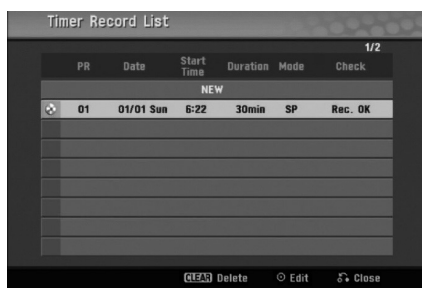 Timer Record List
1/2
PR Date Start Time Duration Mode Check
NEW
01 01/01 Sun 6:22 30min SP Rec. OK
CLEAR Delete Edit Close